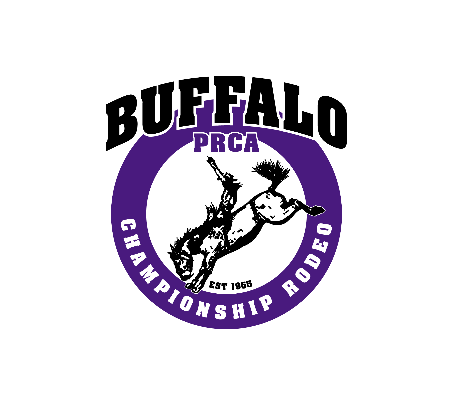 BUFFALO
PRCA
EST 1965
CHAMPIONSHIP RODEO